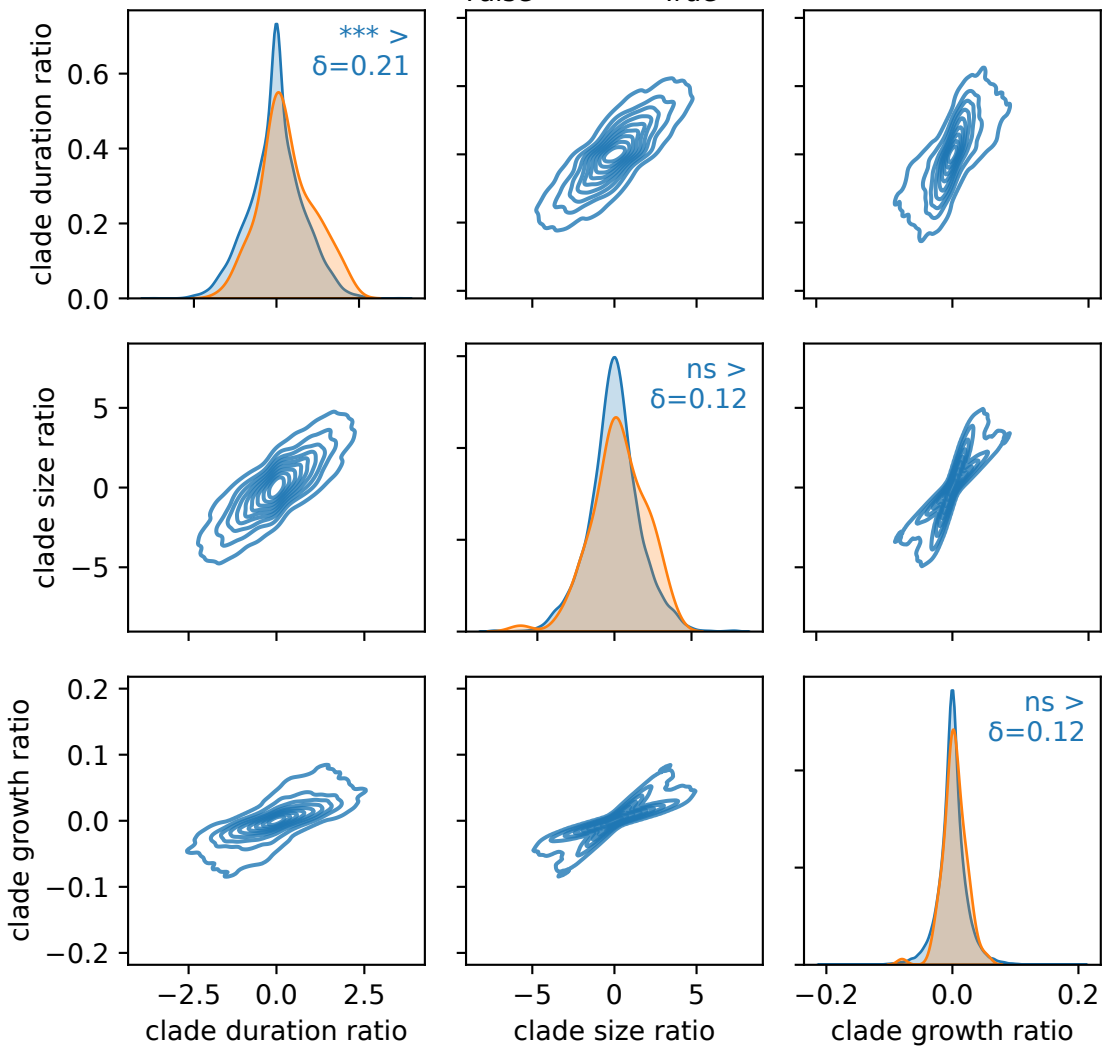 *** >
δ=0.21
clade duration ratio
0.6
0.4
0.2
0.0
ns >
δ=0.12
clade size ratio
5
0
−5
ns >
δ=0.12
clade growth ratio
0.2
0.1
0.0
−0.1
−0.2
−2.5 0.0 2.5 −5 0 5 −0.2 0.0 0.2
clade duration ratio clade size ratio clade growth ratio